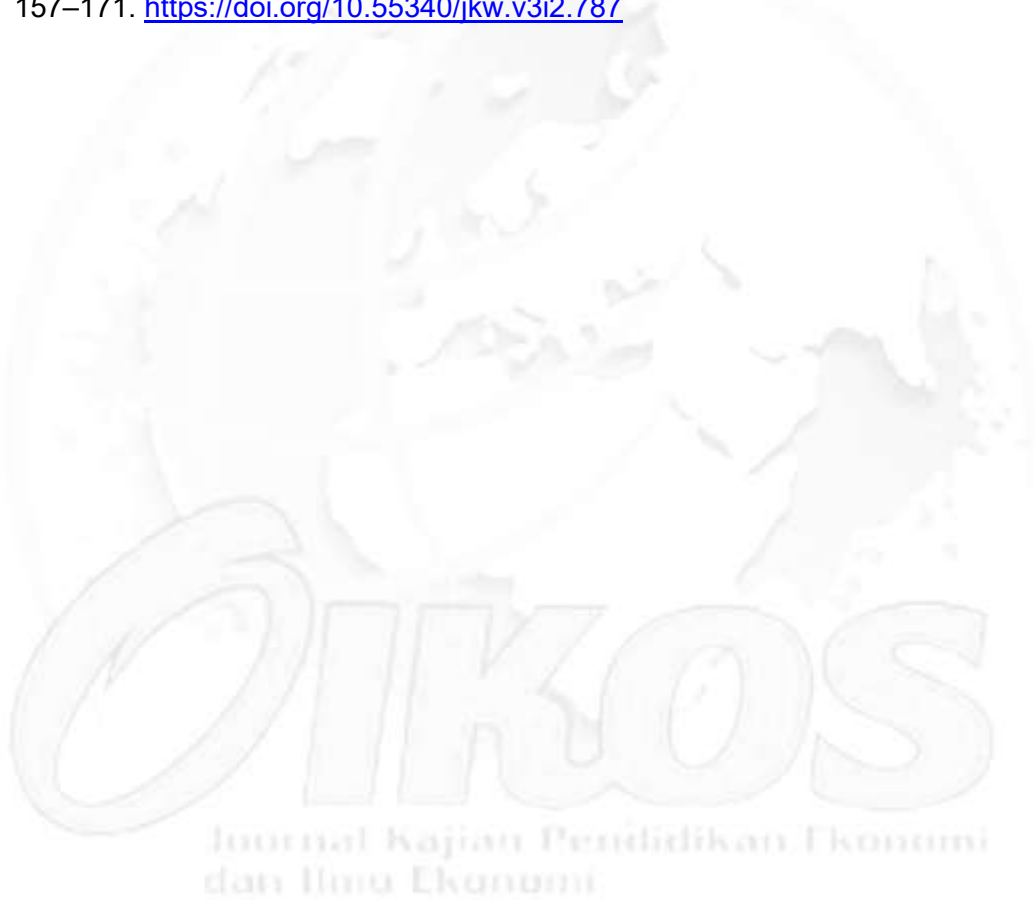 157–171. https://doi.org/10.55340/jkw.v3i2.787
OIKOS
Journal Kajian Pendidikan Ekonomi
dan Ilmu Ekonomi